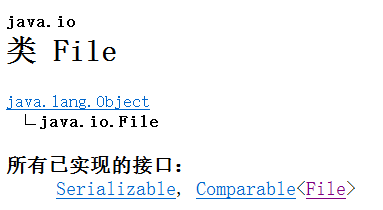 java.io
类 File
java.lang.Object
java.io.File
所有已实现的接口：
Serializable, Comparable<File>